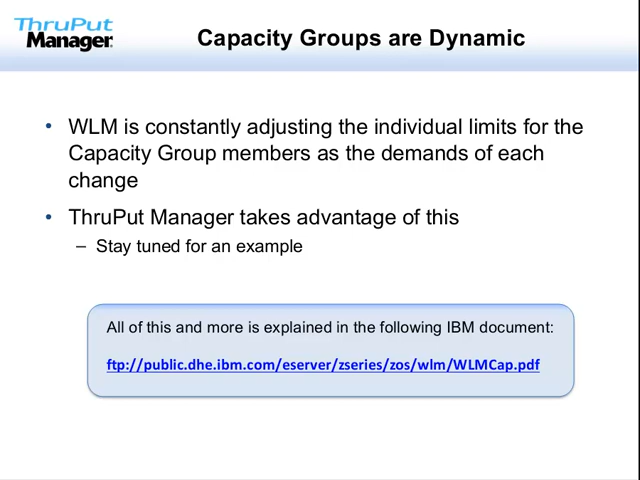 ThruPut
Manager
Capacity Groups are Dynamic
• WLM is constantly adjusting the individual limits for the
Capacity Group members as the demands of each
change
• ThruPut Manager takes advantage of this
– Stay tuned for an example
All of this and more is explained in the following IBM document:
ftp://public.dhe.ibm.com/eserver/zseries/zos/wlm/WLMCap.pdf